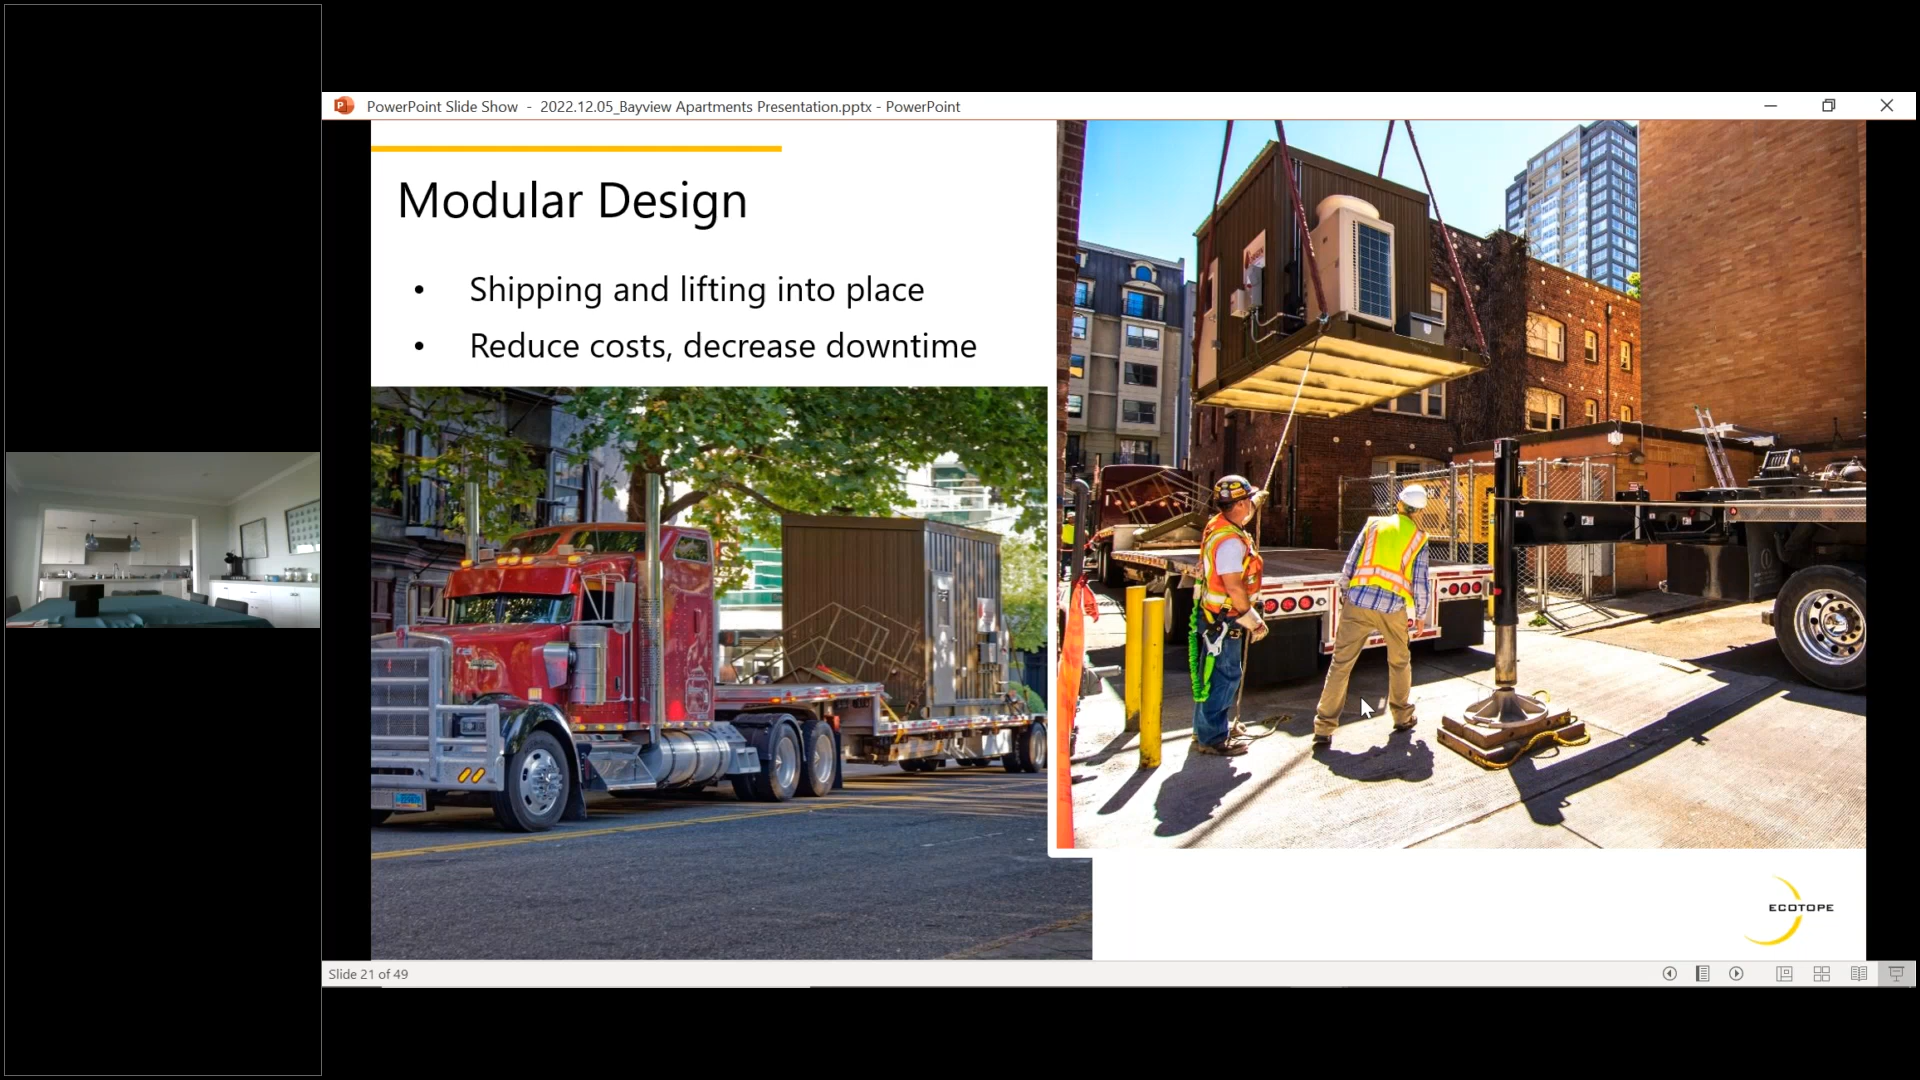 PowerPoint Slide Show - 2022.12.05_Bayview Apartments Presentation.pptx - PowerPoint
Modular Design
• Shipping and lifting into place
• Reduce costs, decrease downtime
ECOTOPE
Slide 21 of 49